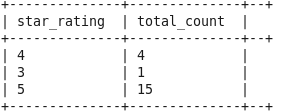 +--------------+--------------+--+
| star_rating  | total_count  |
+--------------+--------------+--+
| 4            | 4            |
| 3            | 1            |
| 5            | 15           |
+--------------+--------------+--+